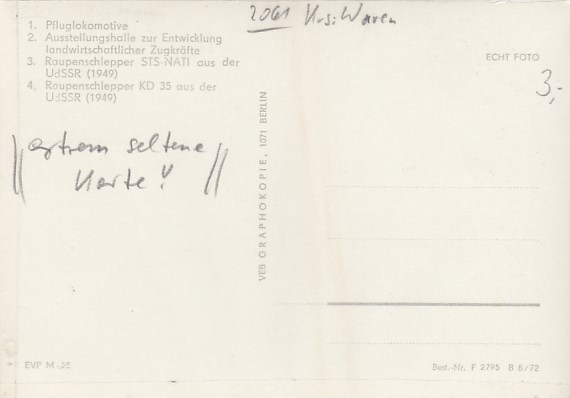 2061 Krs: Waren
1. Pfluglokomotive
2. Ausstellungshalle zur Entwicklung
landwirtschaftlicher Zugkräfte
3. Raupenschlepper STS-NATI aus der
UdSSR (1949)
4. Raupenschlepper KD 35 aus der
UdSSR (1949)
ECHT FOTO
3,-
extrem seltene
Karte!
VEB GRAPHOKOPIE, 1071 BERLIN
EVP M -,25
Best.-Nr. F 2795 B 8/72